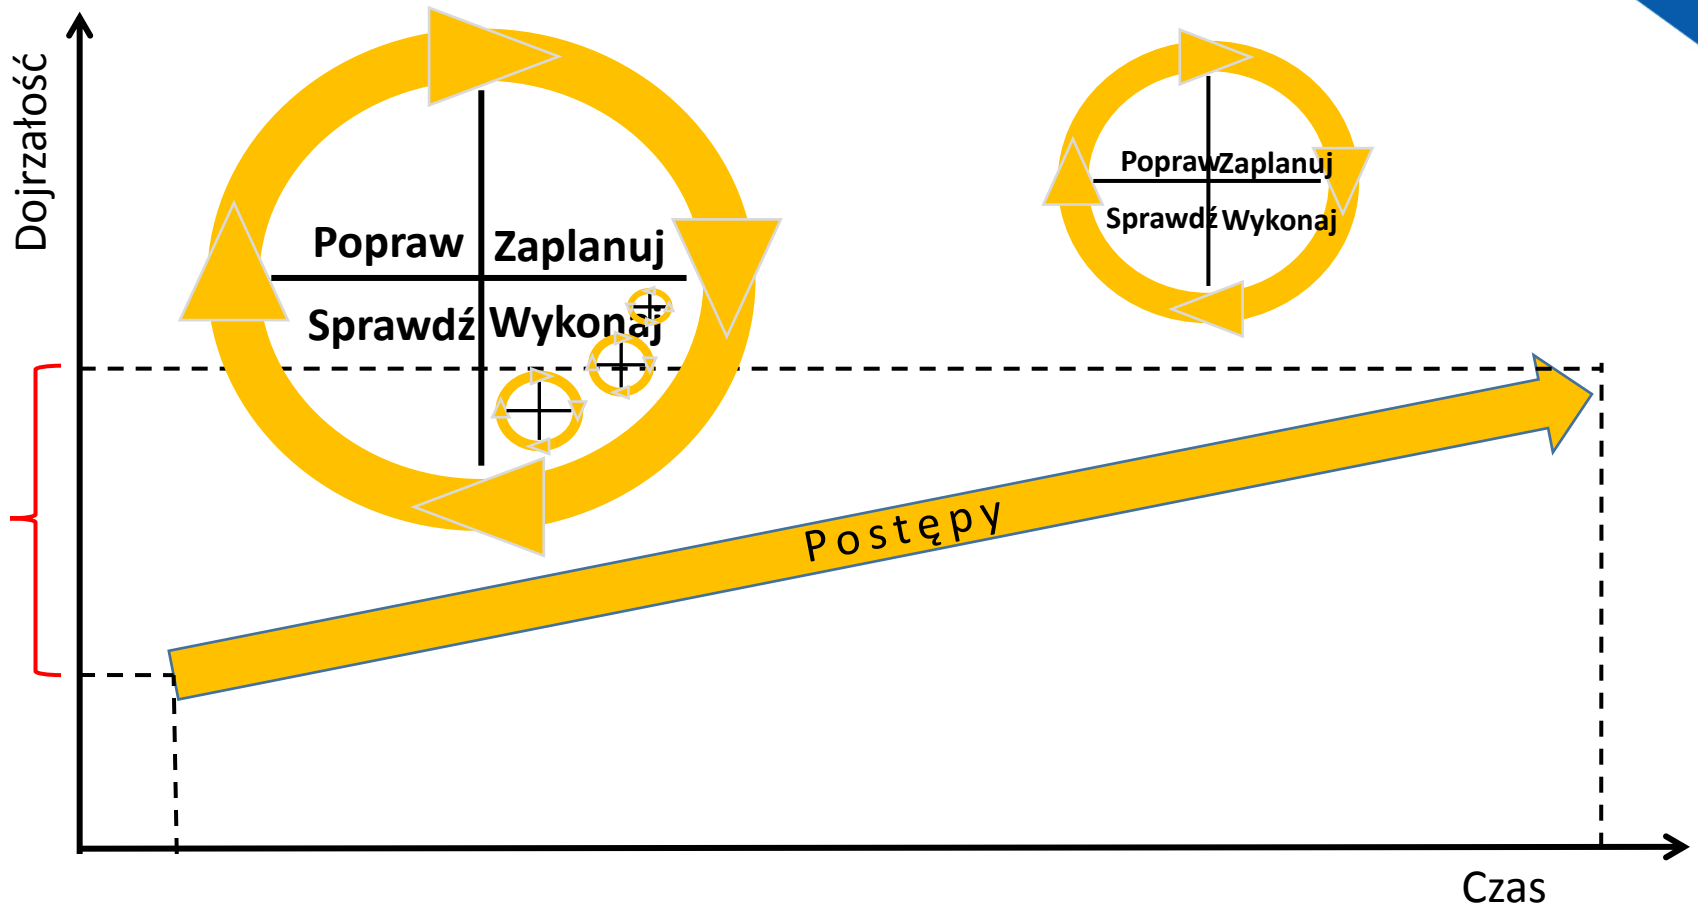 Dojrzałość
Popraw Zaplanuj
Sprawdź Wykonaj
Popraw Zaplanuj
Sprawdź Wykonaj
Postępy
Czas